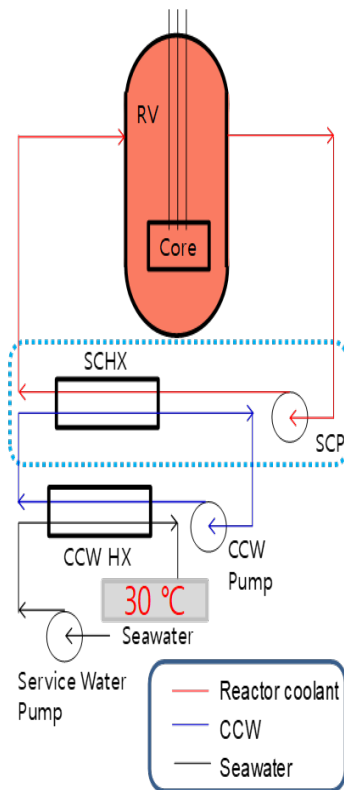 RV
Core
SCHX
SCP
CCW HX
CCW
Pump
30 ℃
Seawater
Service Water
Pump
Reactor coolant
CCW
Seawater